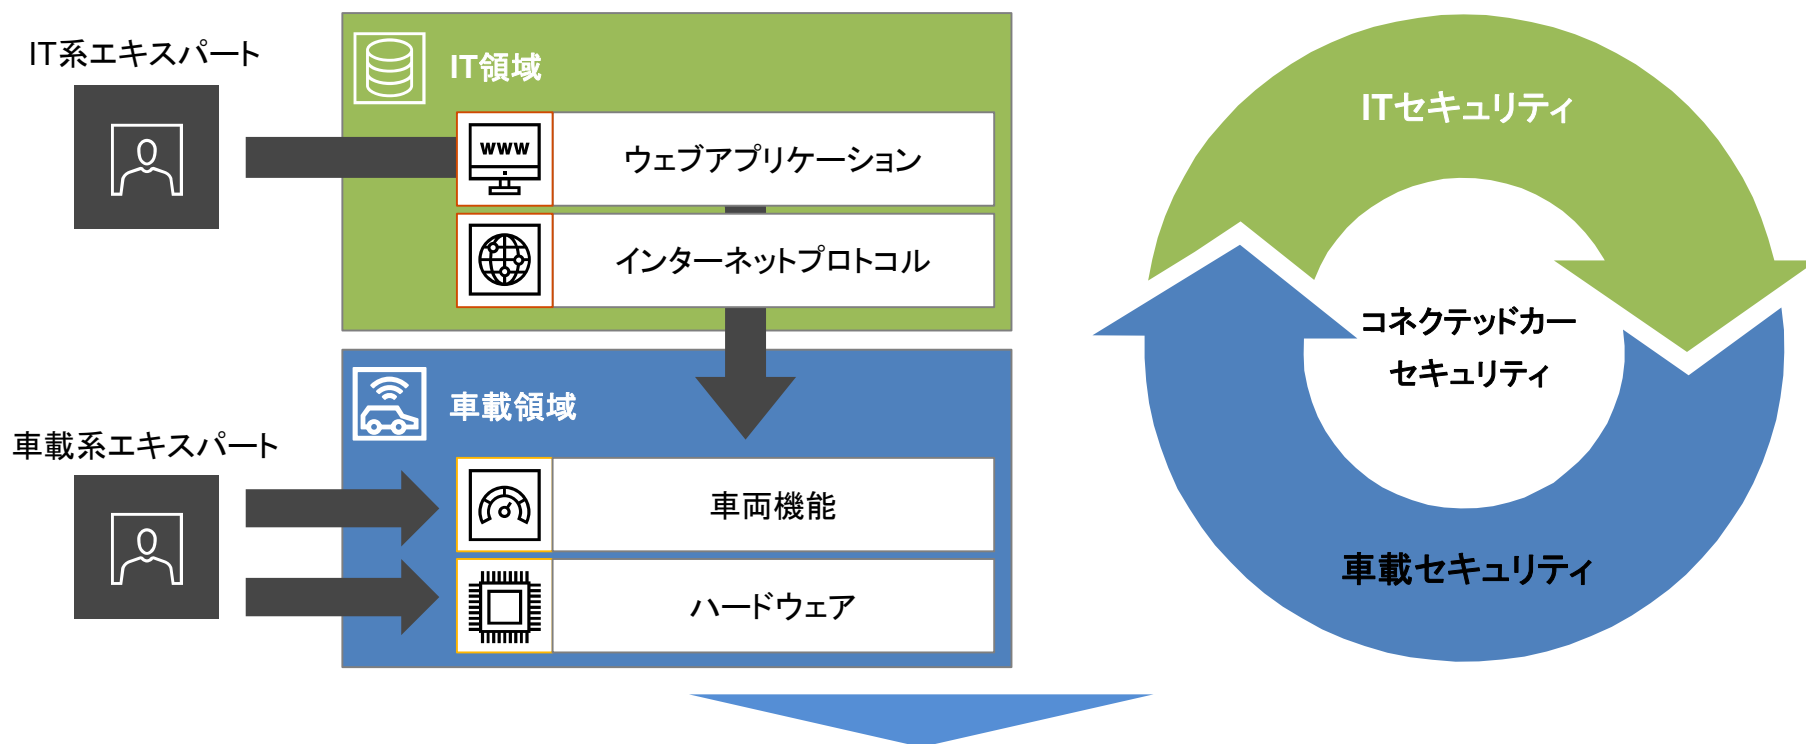 IT系エキスパート
IT領域
www
ウェブアプリケーション
インターネットプロトコル
車載系エキスパート
車載領域
車両機能
ハードウェア
ITセキュリティ
コネクテッドカー
セキュリティ
車載セキュリティ